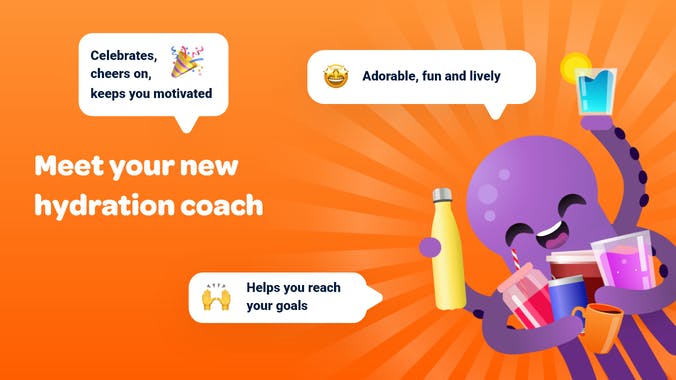 Celebrates,
cheers on,
keeps you motivated
Adorable, fun and lively
Meet your new
hydration coach
Helps you reach
your goals